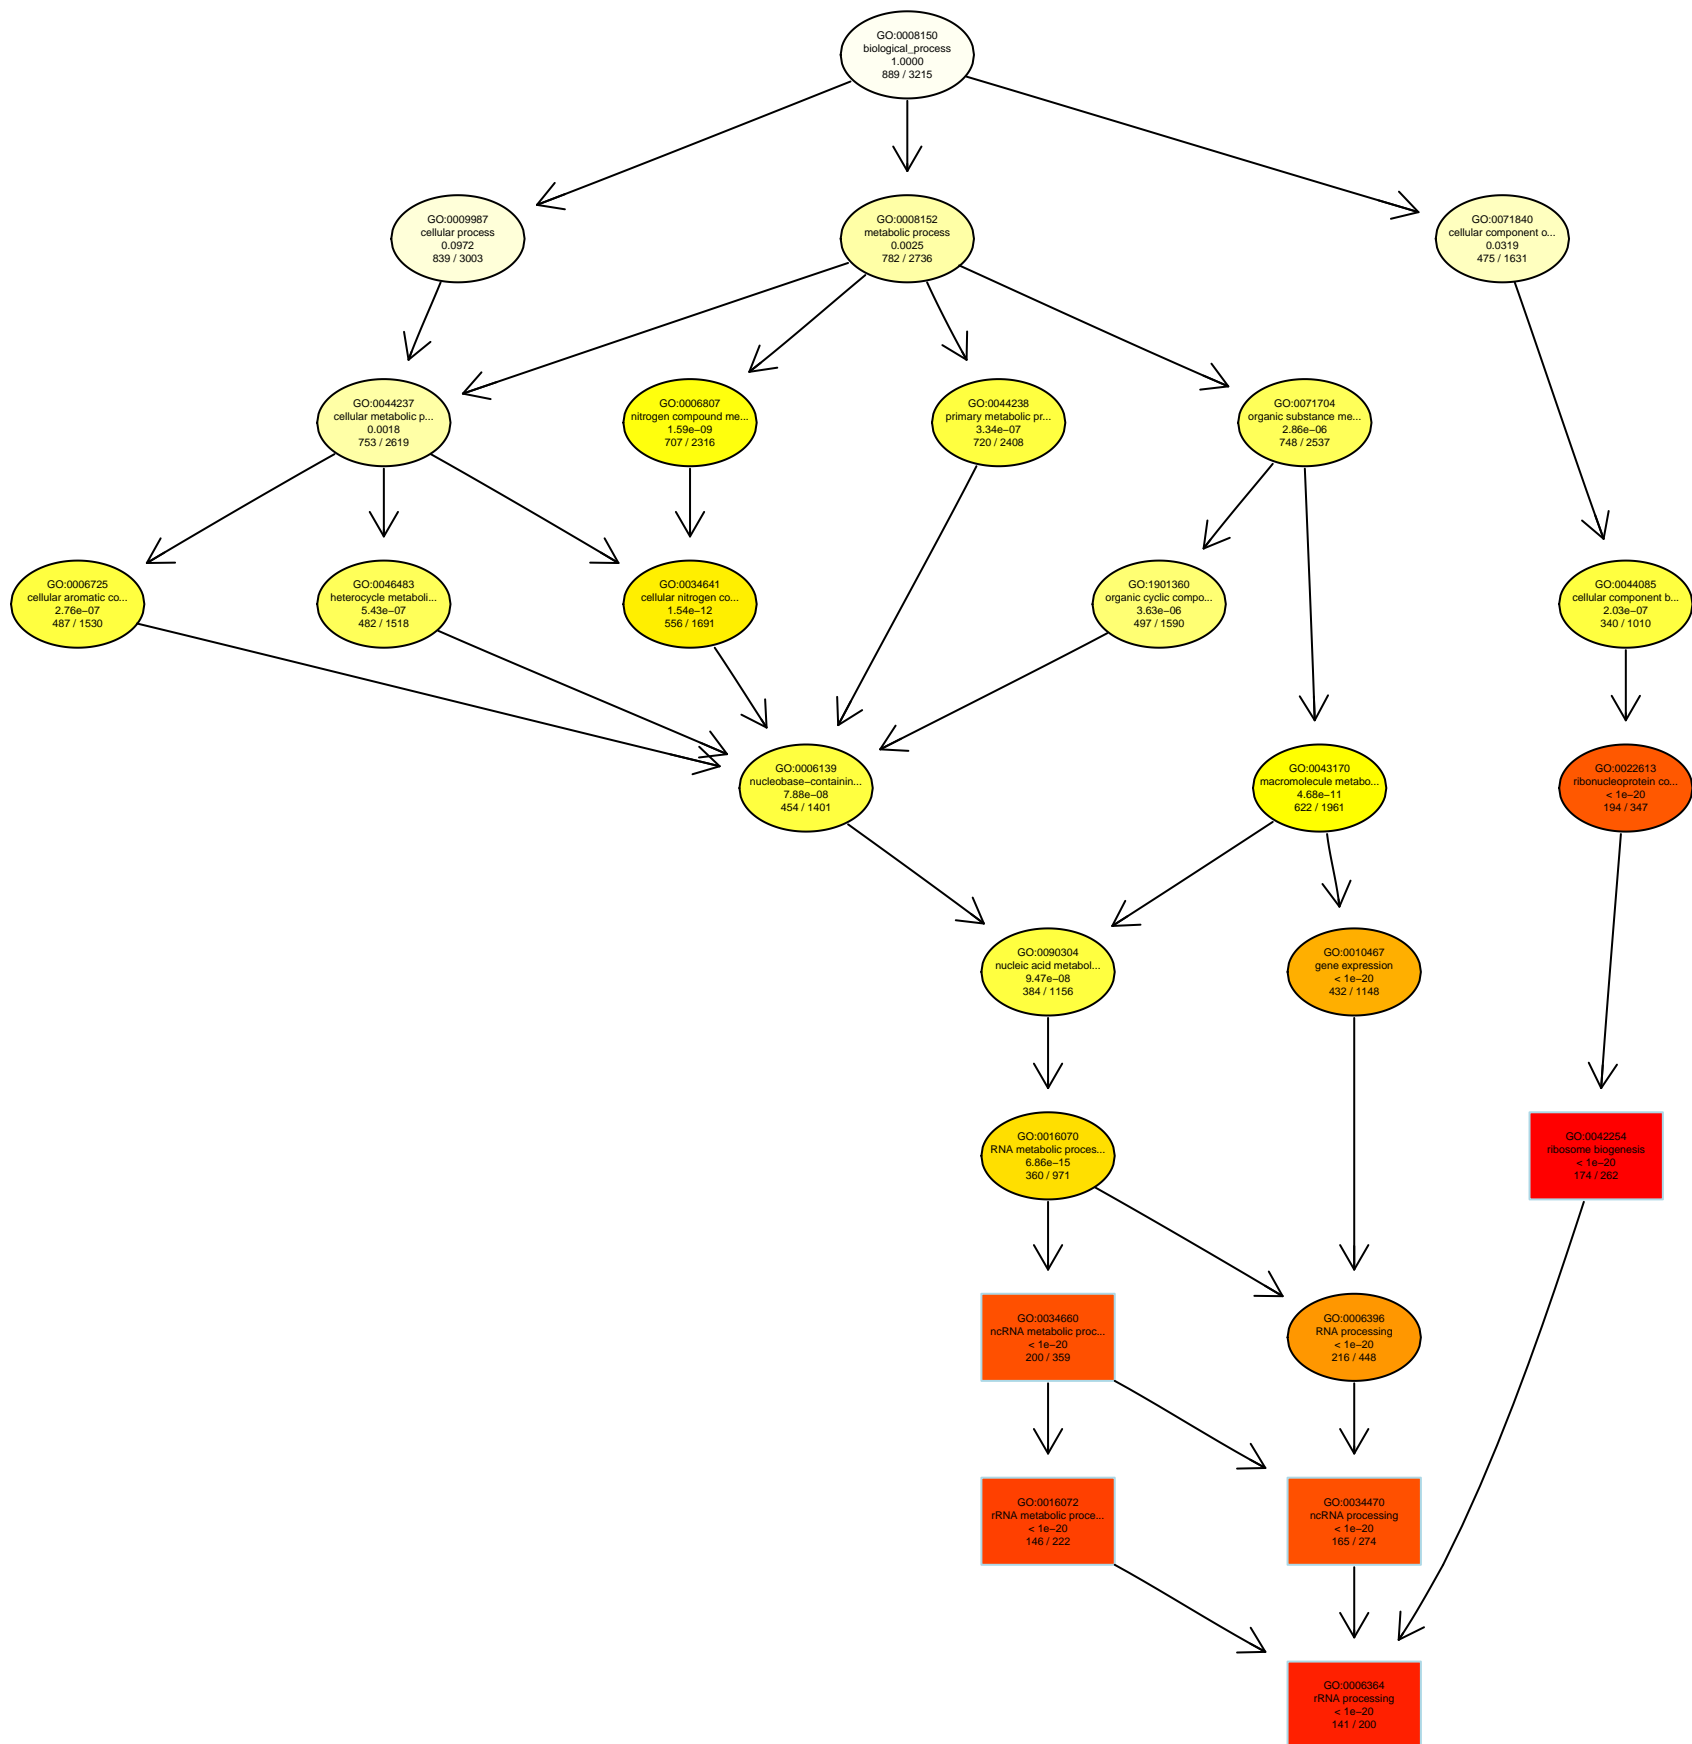 GO:0008150
biological_process
1.0000
889 / 3215
GO:0009987
cellular process
0.0972
839 / 3003
GO:0008152
metabolic process
0.0025
782 / 2736
GO:0071840
cellular component o...
0.0319
475 / 1631
GO:0044237
cellular metabolic p...
0.0018
753 / 2619
GO:0006807
nitrogen compound me...
1.59e−09
707 / 2316
GO:0044238
primary metabolic pr...
3.34e−07
720 / 2408
GO:0071704
organic substance me...
2.86e−06
748 / 2537
GO:0006725
cellular aromatic co...
2.76e−07
487 / 1530
GO:0046483
heterocycle metaboli...
5.43e−07
482 / 1518
GO:0034641
cellular nitrogen co...
1.54e−12
556 / 1691
GO:1901360
organic cyclic compo...
3.63e−06
497 / 1590
GO:0044085
cellular component b...
2.03e−07
340 / 1010
GO:0006139
nucleobase−containin...
7.88e−08
454 / 1401
GO:0043170
macromolecule metabo...
4.68e−11
622 / 1961
GO:0022613
ribonucleoprotein co...
< 1e−20
194 / 347
GO:0090304
nucleic acid metabol...
9.47e−08
384 / 1156
GO:0010467
gene expression
< 1e−20
432 / 1148
GO:0016070
RNA metabolic proces...
6.86e−15
360 / 971
GO:0042254
ribosome biogenesis
< 1e−20
174 / 262
GO:0034660
ncRNA metabolic proc...
< 1e−20
200 / 359
GO:0006396
RNA processing
< 1e−20
216 / 448
GO:0016072
rRNA metabolic proce...
< 1e−20
146 / 222
GO:0034470
ncRNA processing
< 1e−20
165 / 274
GO:0006364
rRNA processing
< 1e−20
141 / 200